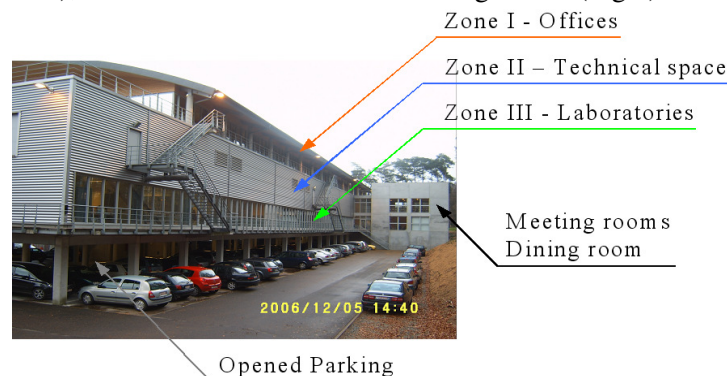 Zone I - Offices
Zone II – Technical space
Zone III - Laboratories
Meeting rooms
Dining room
2006/12/05 14:40
Opened Parking